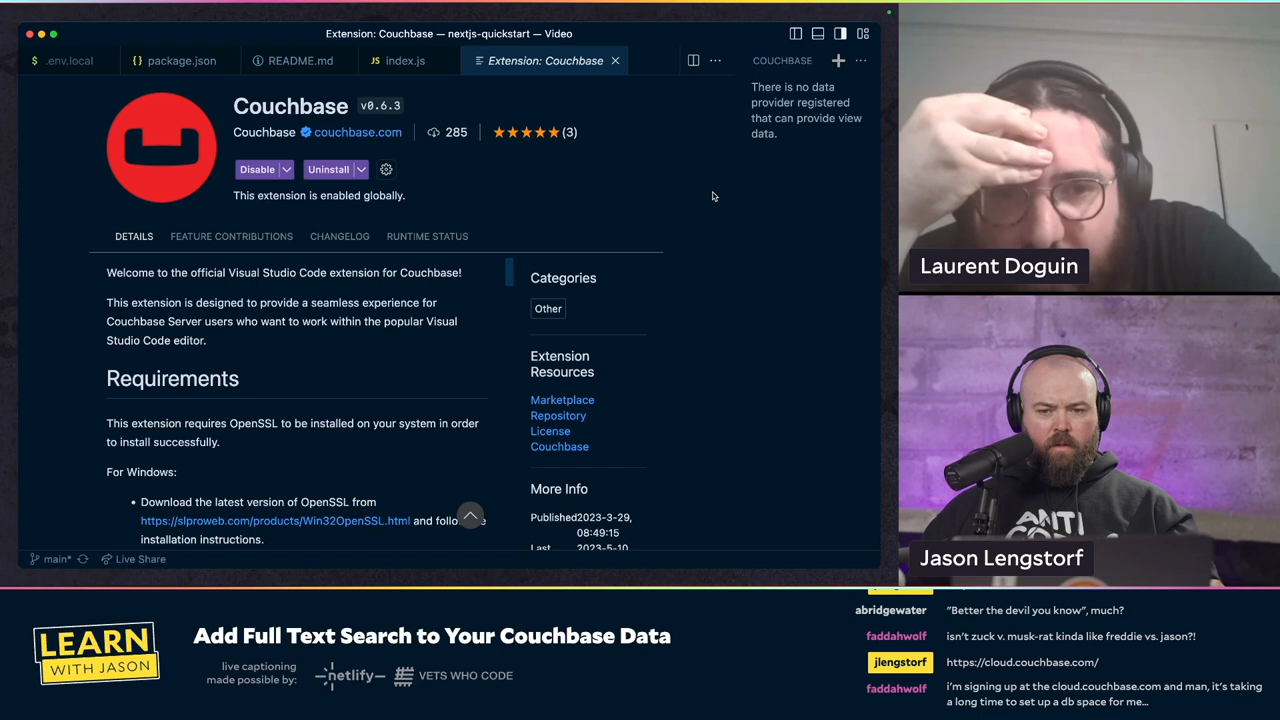 Extension: Couchbase — nextjs-quickstart — Video
$ .env.local
{ } package.json
README.md
JS index.js
Extension: Couchbase
COUCHBASE
There is no data
provider registered
that can provide view
data.
Couchbase v0.6.3
Couchbase couchbase.com 285 ★★★★★ (3)
Disable Uninstall
This extension is enabled globally.
DETAILS FEATURE CONTRIBUTIONS CHANGELOG RUNTIME STATUS
Welcome to the official Visual Studio Code extension for Couchbase!
This extension is designed to provide a seamless experience for
Couchbase Server users who want to work within the popular Visual
Studio Code editor.
Requirements
This extension requires OpenSSL to be installed on your system in order
to install successfully.
For Windows:
• Download the latest version of OpenSSL from
https://slproweb.com/products/Win32OpenSSL.html and
installation instructions.
Categories
Other
Extension
Resources
Marketplace
Repository
License
Couchbase
More Info
Published 2023-3-29,
08:49:15
Last 2023-5-10,
main* Live Share
Laurent Doguin
ANTI
Jason Lengstorf
LEARN
WITH JASON
Add Full Text Search to Your Couchbase Data
live captioning
made possible by:
netlify
VETS WHO CODE
abridgewater "Better the devil you know", much?
faddahwolf isn't zuck v. musk-rat kinda like freddie vs. jason?!
jlengstorf https://cloud.couchbase.com/
faddahwolf i'm signing up at the cloud.couchbase.com and man, it's taking
a long time to set up a db space for me...